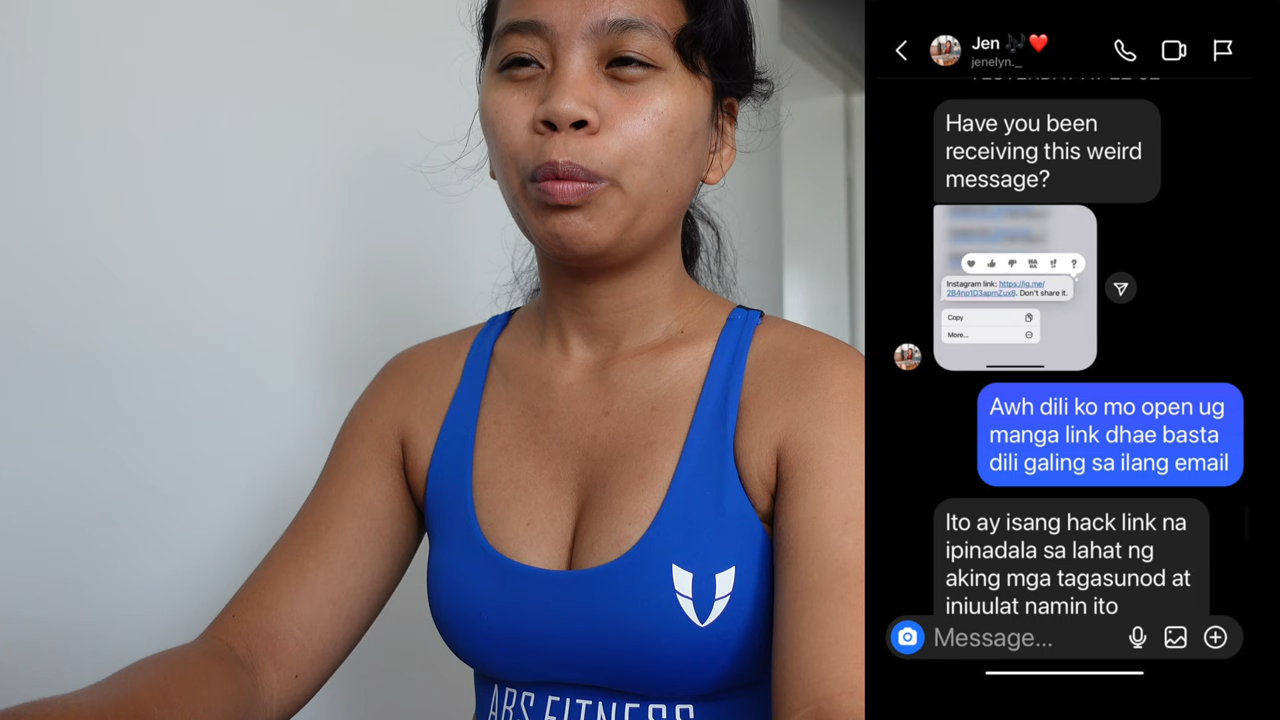 Jen 🎶❤️
jenelyn._
Have you been
receiving this weird
message?
Instagram link: https://ig.me/
2B4np1D3apmZux8. Don't share it.
Copy
More...
Awh dili ko mo open ug
manga link dhae basta
dili galing sa ilang email
Ito ay isang hack link na
ipinadala sa lahat ng
aking mga tagasunod at
iniuulat namin ito
Message...
ABS FITNESS